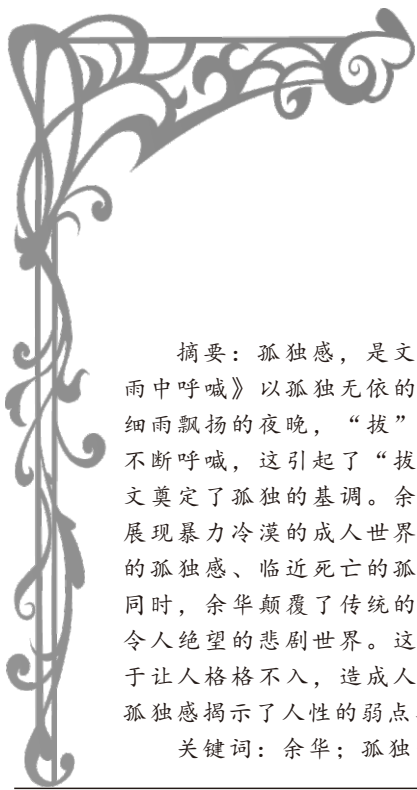 摘要：孤独感，是文
雨中呼喊》以孤独无依的
细雨飘扬的夜晚，“拔”
不断呼喊，这引起了“拔
文奠定了孤独的基调。余
展现暴力冷漠的成人世界
的孤独感、临近死亡的孤
同时，余华颠覆了传统的
令人绝望的悲剧世界。这
于让人格格不入，造成人
孤独感揭示了人性的弱点
关键词：余华；孤独